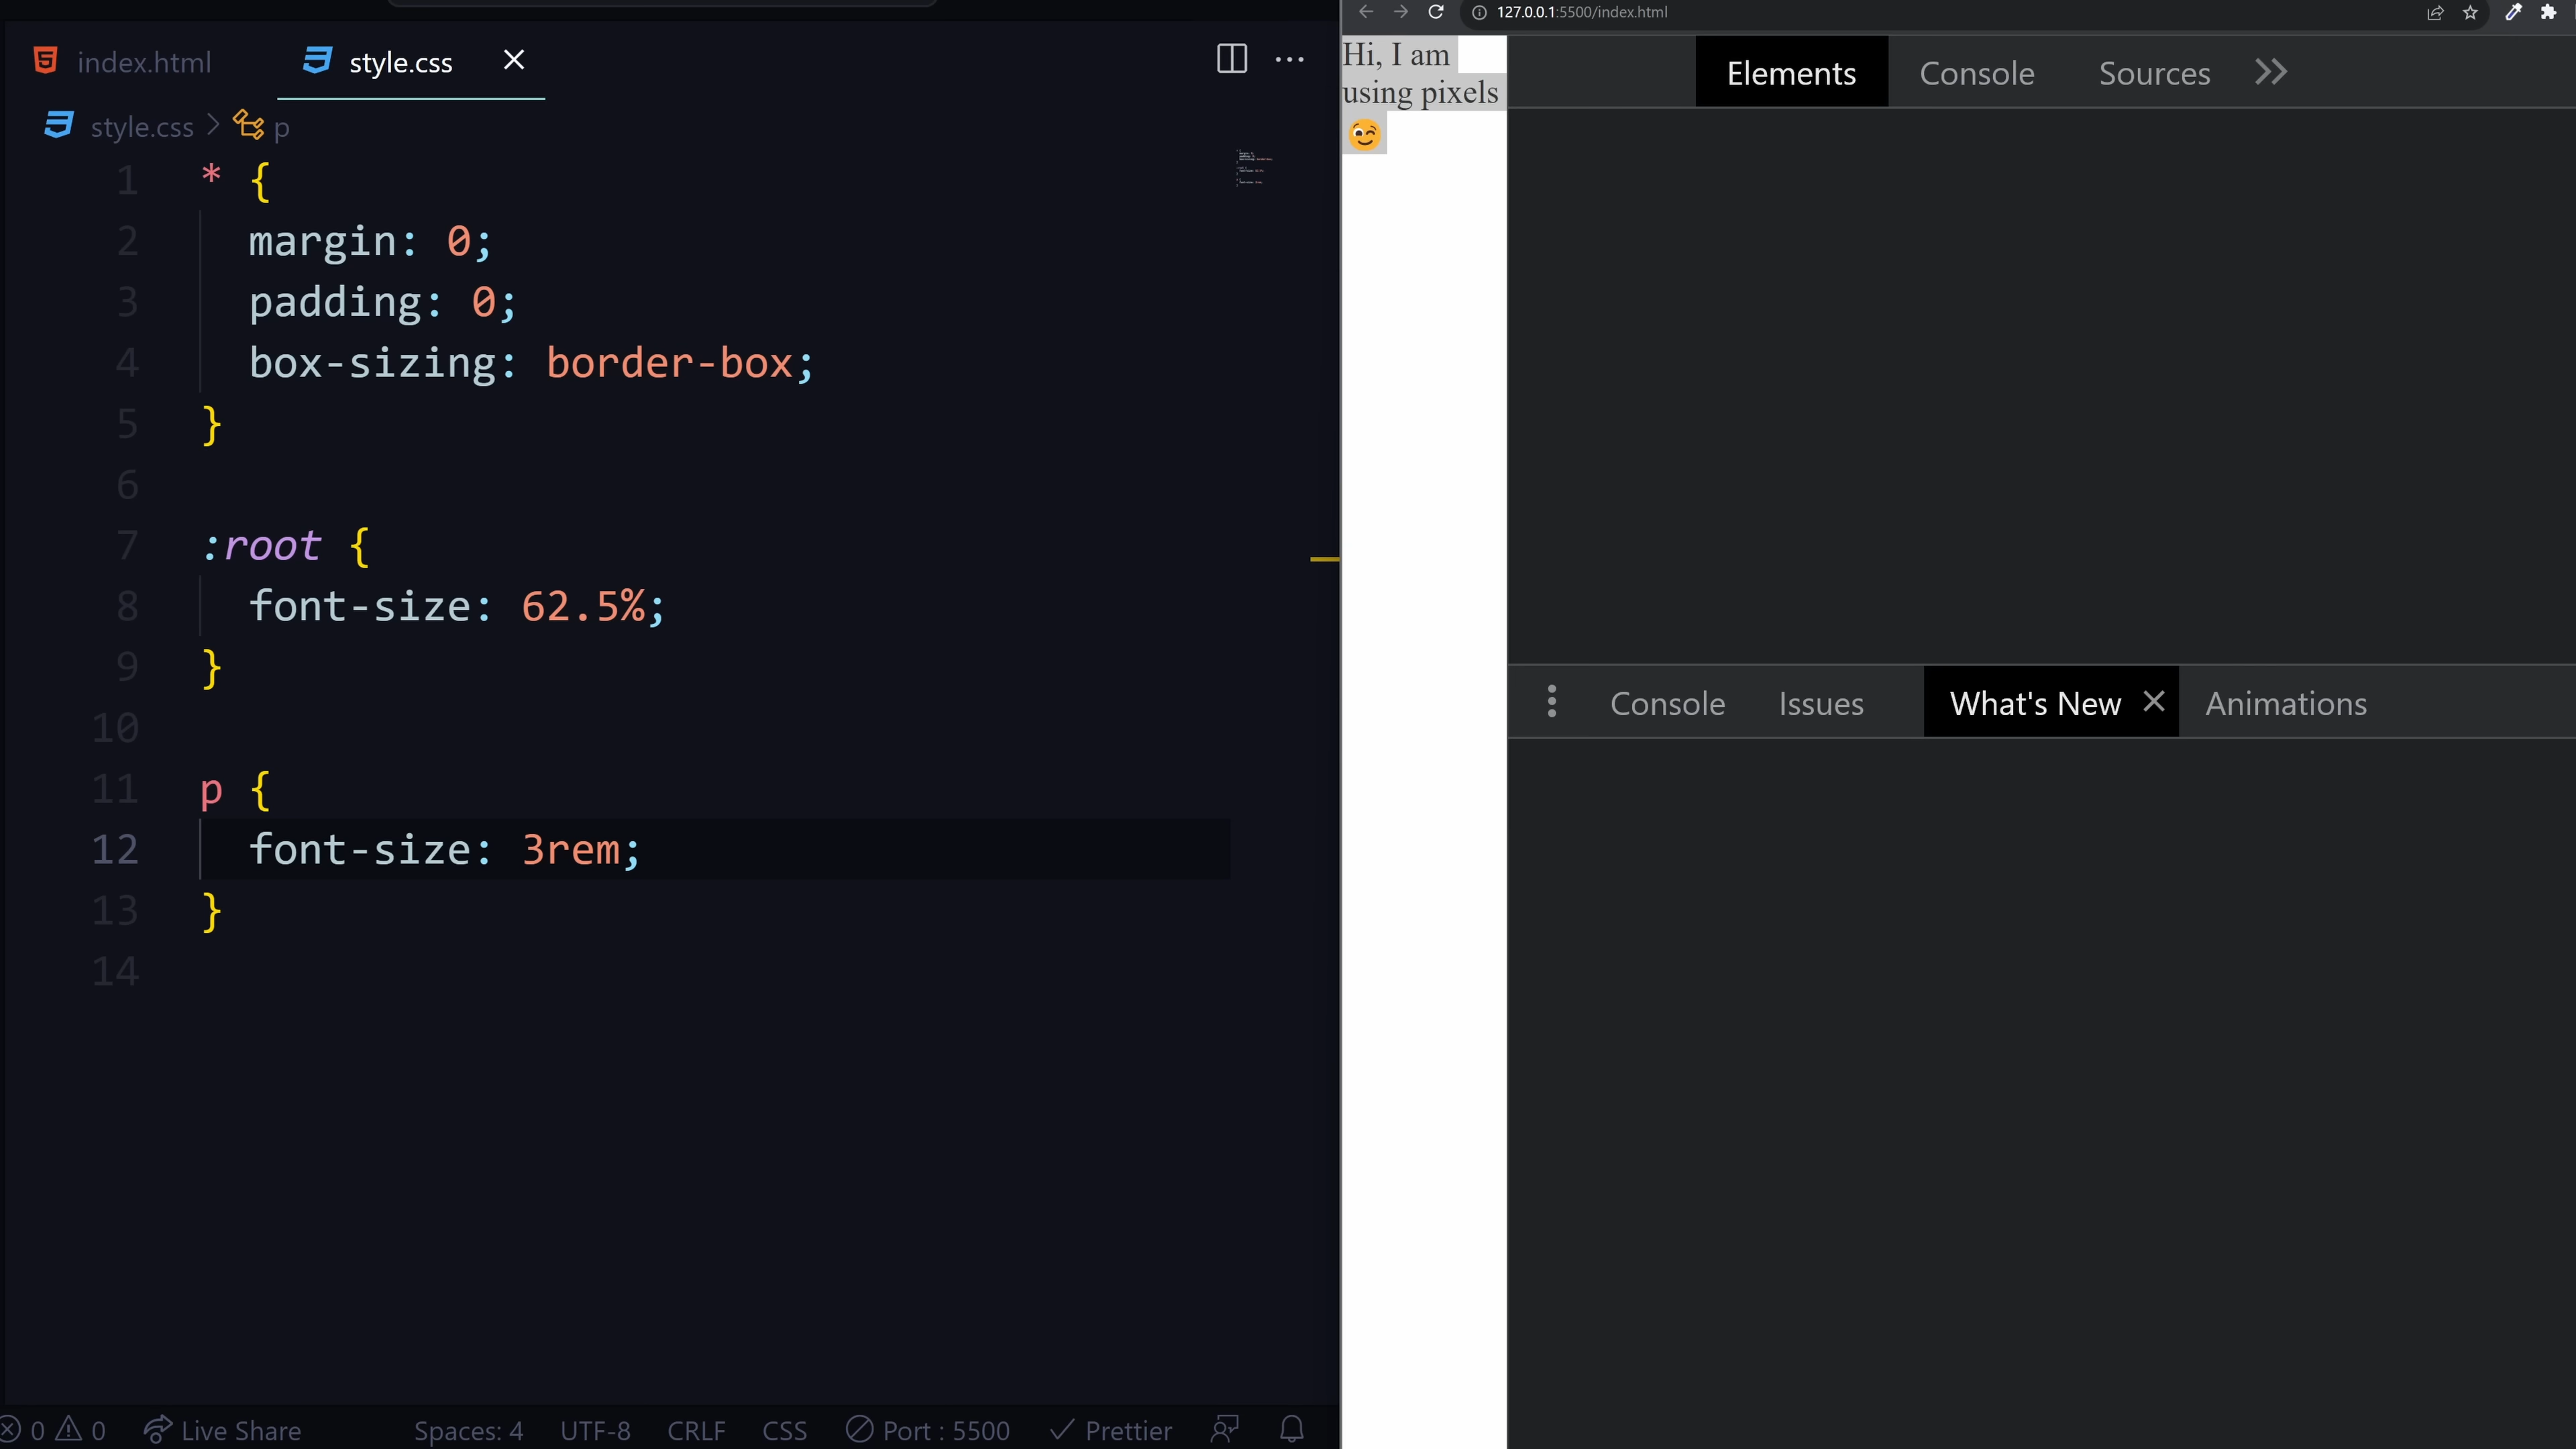 index.html
style.css
style.css > p
1 * {
2 margin: 0;
3 padding: 0;
4 box-sizing: border-box;
5 }
6
7 :root {
8 font-size: 62.5%;
9 }
10
11 p {
12 font-size: 3rem;
13 }
14
0 0 Live Share Spaces: 4 UTF-8 CRLF CSS Port : 5500 Prettier
127.0.0.1:5500/index.html
Hi, I am
using pixels
😉
Elements Console Sources
Console Issues What's New Animations